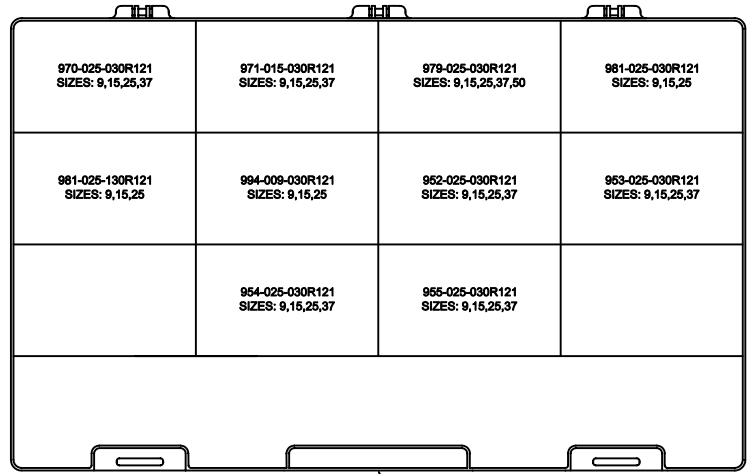 970-025-030R121
SIZES: 9,15,25,37
971-015-030R121
SIZES: 9,15,25,37
979-025-030R121
SIZES: 9,15,25,37,50
981-025-030R121
SIZES: 9,15,25
981-025-130R121
SIZES: 9,15,25
994-009-030R121
SIZES: 9,15,25
952-025-030R121
SIZES: 9,15,25,37
953-025-030R121
SIZES: 9,15,25,37
954-025-030R121
SIZES: 9,15,25,37
955-025-030R121
SIZES: 9,15,25,37